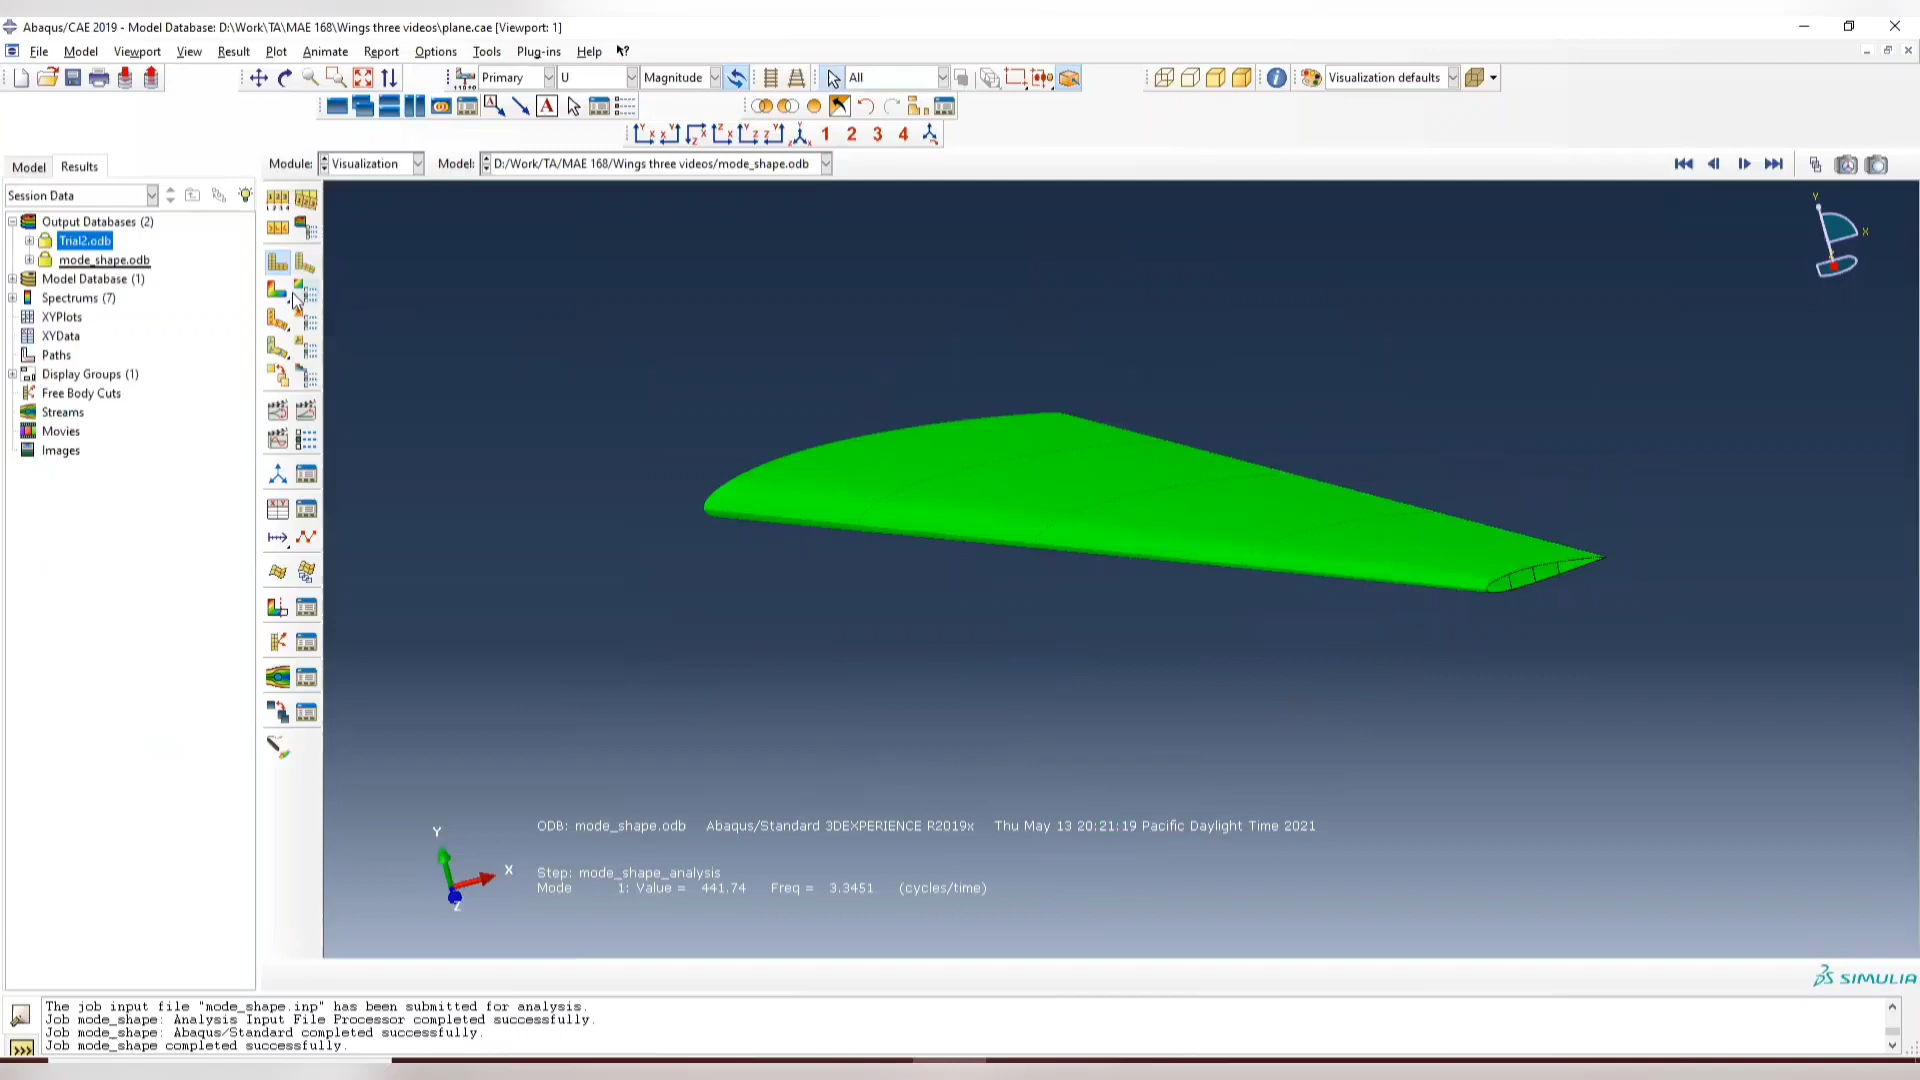 Abaqus/CAE 2019 - Model Database: D:\Work\TA\MAE 168\Wings three videos\plane.cae [Viewport: 1]
File Model Viewport View Result Plot Animate Report Options Tools Plug-ins Help
Primary U Magnitude All Visualization defaults
1 2 3 4
Model Results Module: Visualization Model: D:/Work/TA/MAE 168/Wings three videos/mode_shape.odb
Session Data
Output Databases (2)
Trial2.odb
mode_shape.odb
Model Database (1)
Spectrums (7)
XYPlots
XYData
Paths
Display Groups (1)
Free Body Cuts
Streams
Movies
Images
Y
X
Y
X
Z
ODB: mode_shape.odb Abaqus/Standard 3DEXPERIENCE R2019x Thu May 13 20:21:19 Pacific Daylight Time 2021
Step: mode_shape_analysis
Mode 1: Value = 441.74 Freq = 3.3451 (cycles/time)
SIMULIA
The job input file "mode_shape.inp" has been submitted for analysis.
Job mode_shape: Analysis Input File Processor completed successfully.
Job mode_shape: Abaqus/Standard completed successfully.
Job mode_shape completed successfully.